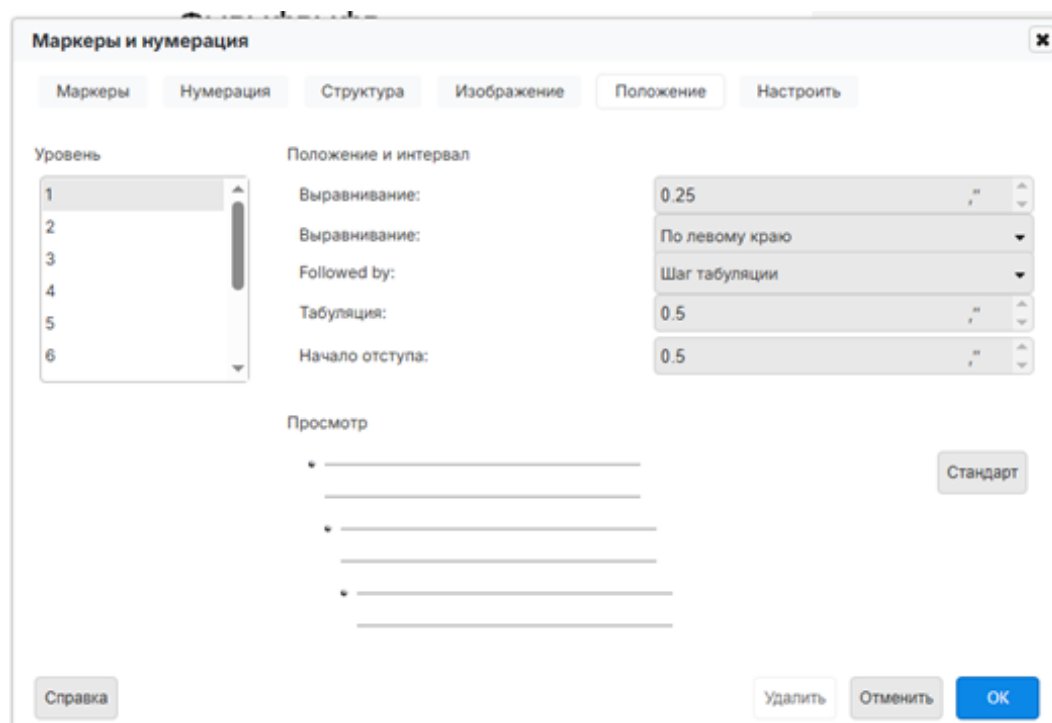 Маркеры и нумерация
Маркеры Нумерация Структура Изображение Положение Настроить
Уровень Положение и интервал
1
2
3
4
5
6
Выравнивание: 0.25 ,"
Выравнивание: По левому краю
Followed by: Шаг табуляции
Табуляция: 0.5 ,"
Начало отступа: 0.5 ,"
Просмотр
Стандарт
Справка Удалить Отменить ОК